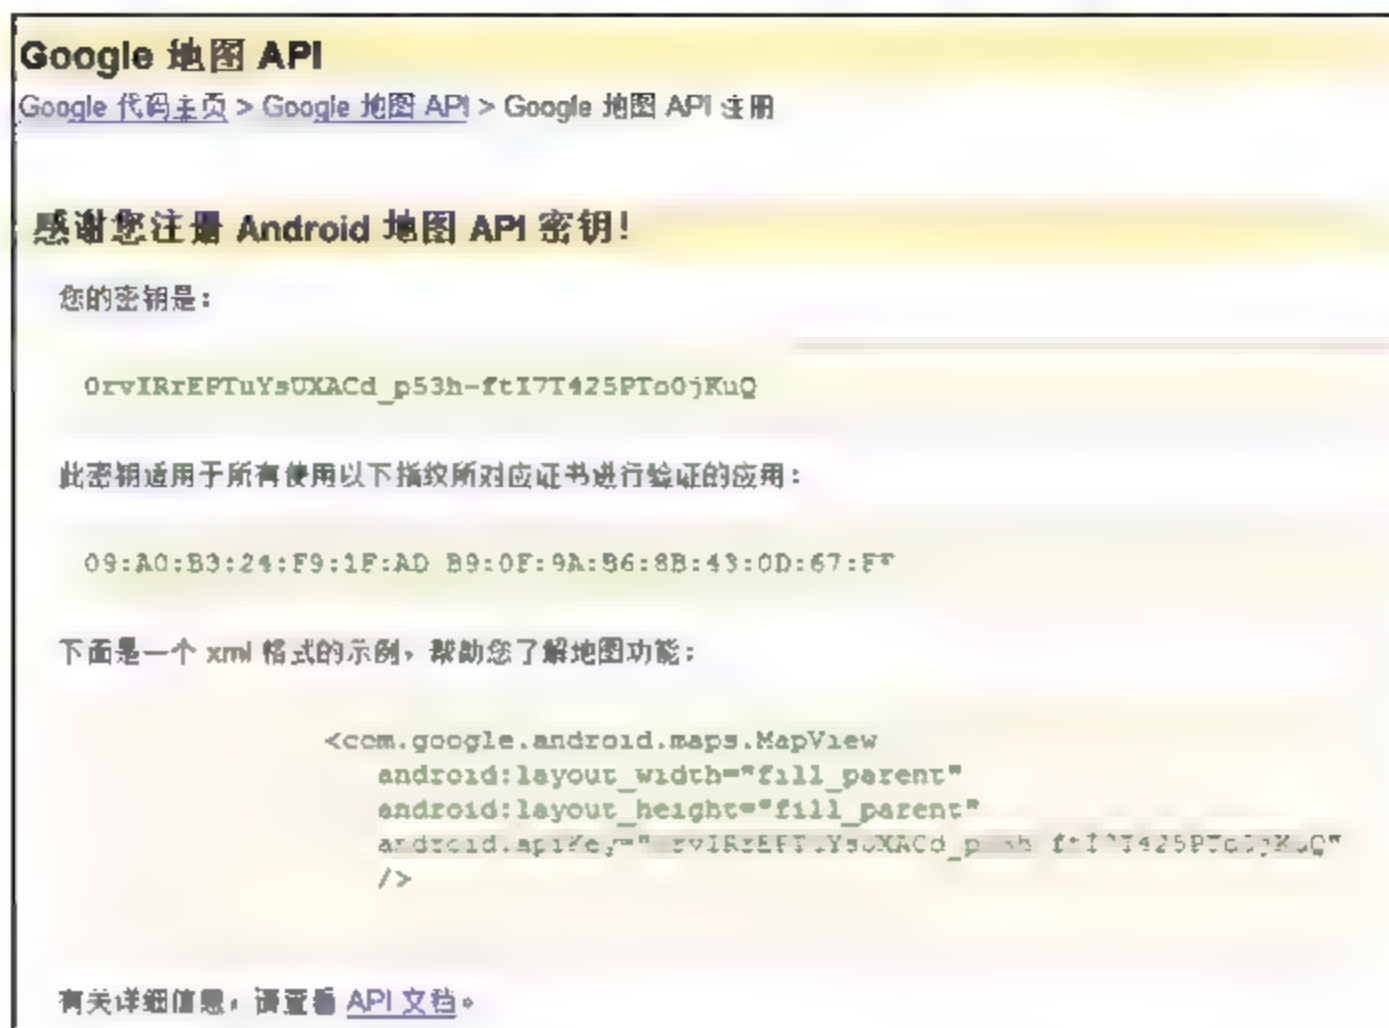 Google 地图 API
Google 代码主页 > Google 地图 API > Google 地图 API 注册
感谢您注册 Android 地图 API 密钥！
您的密钥是：
0rvIRrEPTuYsUXACd_p53h-ftI7T425PTo0jKuQ
此密钥适用于所有使用以下指纹所对应证书进行验证的应用：
09:A0:B3:24:F9:1F:AD B9:0F:9A:B6:8B:43:0D:67:
下面是一个 xml 格式的示例，帮助您了解地图功能：
<com.google.android.maps.MapView
android:layout_width="fill_parent"
android:layout_height="fill_parent"
/>
有关详细信息，请查看 API 文档。